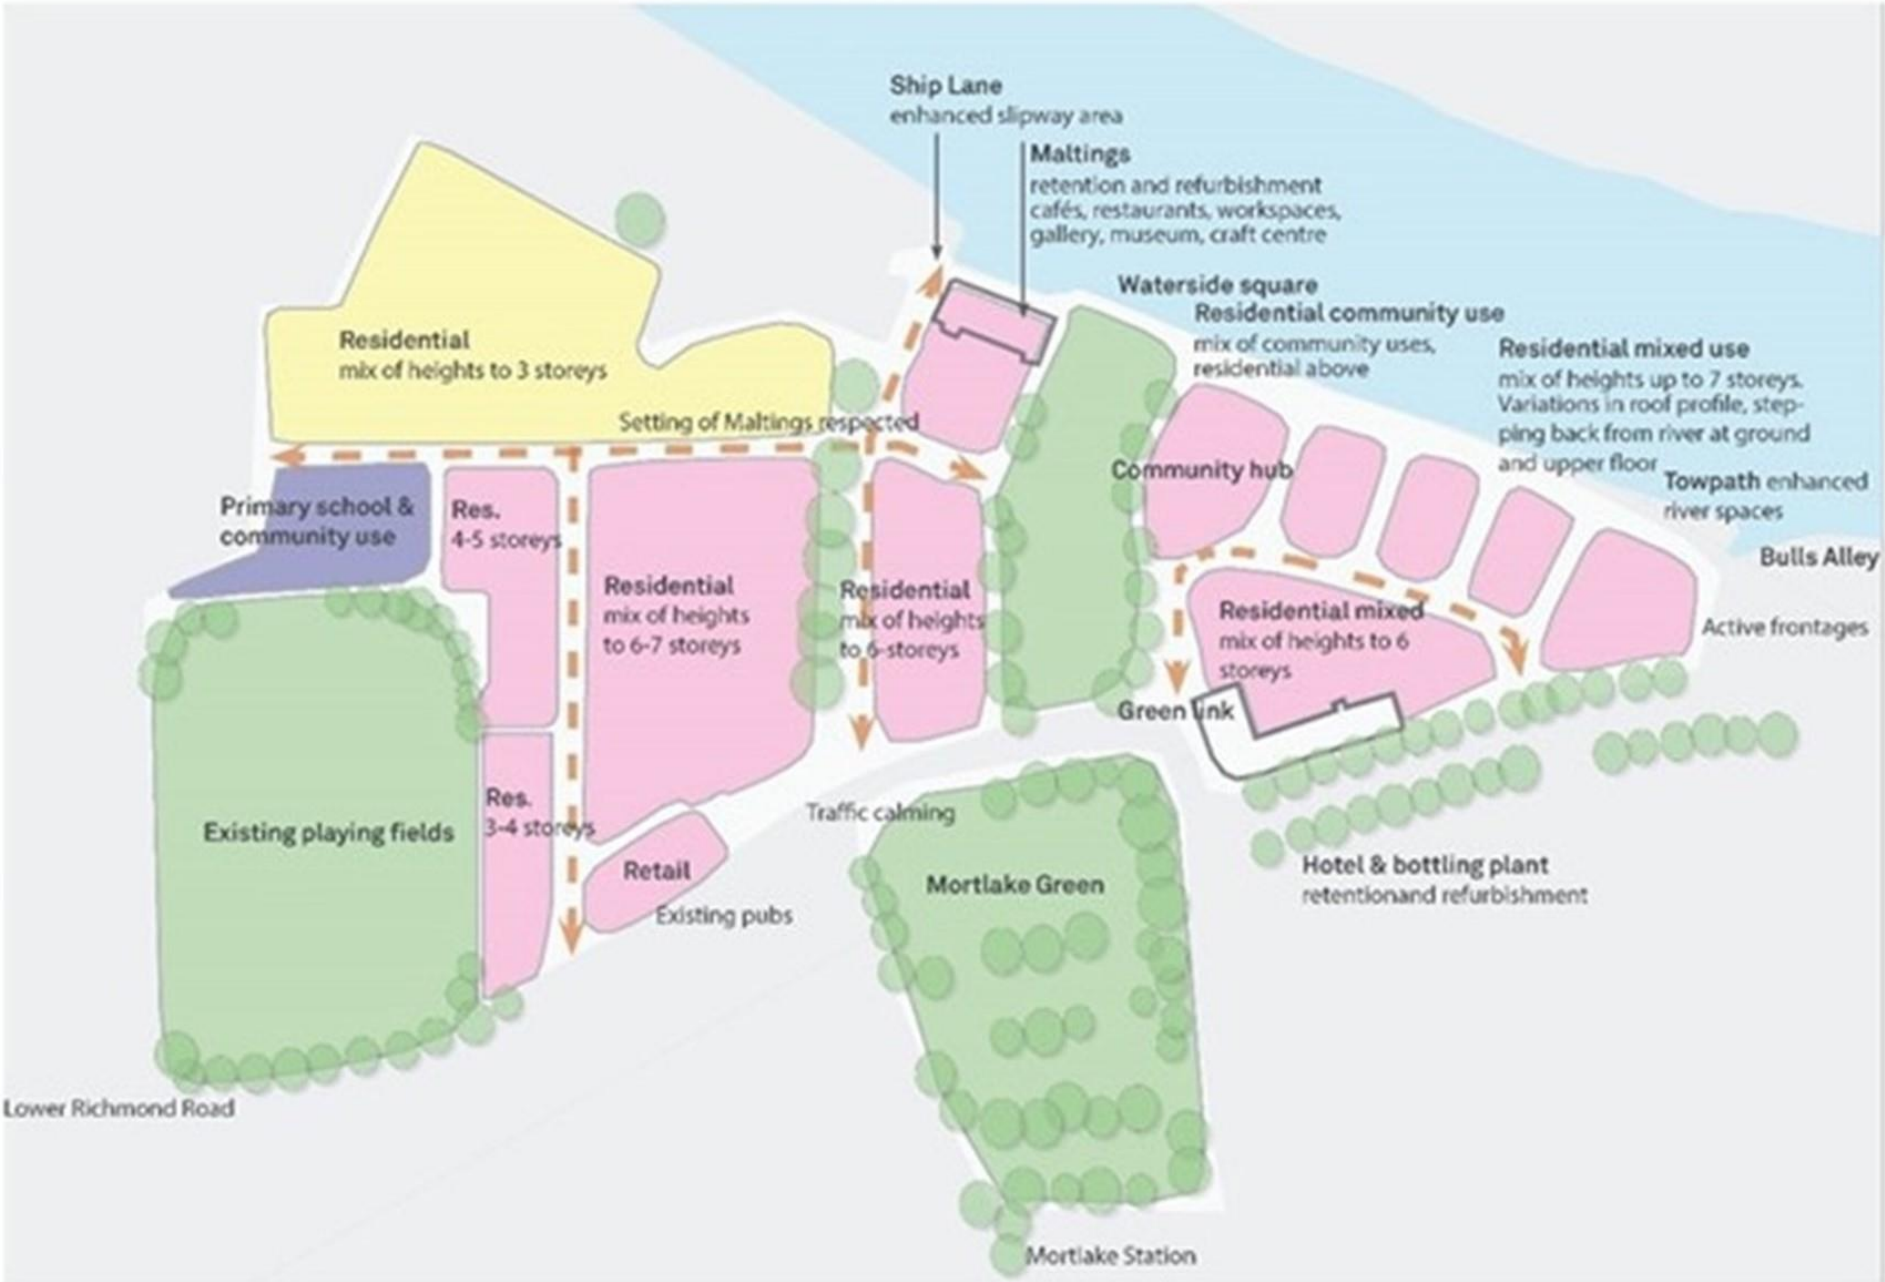 Ship Lane
enhanced slipway area
Maltings
retention and refurbishment
cafés, restaurants, workspaces,
gallery, museum, craft centre
Waterside square
Residential community use
mix of community uses,
residential above
Residential mixed use
mix of heights up to 7 storeys.
Variations in roof profile, step-
ping back from river at ground
and upper floor
Towpath enhanced
river spaces
Bulls Alley
Active frontages
Residential
mix of heights to 3 storeys
Setting of Maltings respected
Community hub
Primary school &
community use
Res.
4-5 storeys
Residential
mix of heights
to 6-7 storeys
Residential
mix of heights
to 6-storeys
Residential mixed
mix of heights to 6
storeys
Green link
Existing playing fields
Res.
3-4 storeys
Retail
Existing pubs
Traffic calming
Mortlake Green
Hotel & bottling plant
retentionand refurbishment
Lower Richmond Road
Mortlake Station